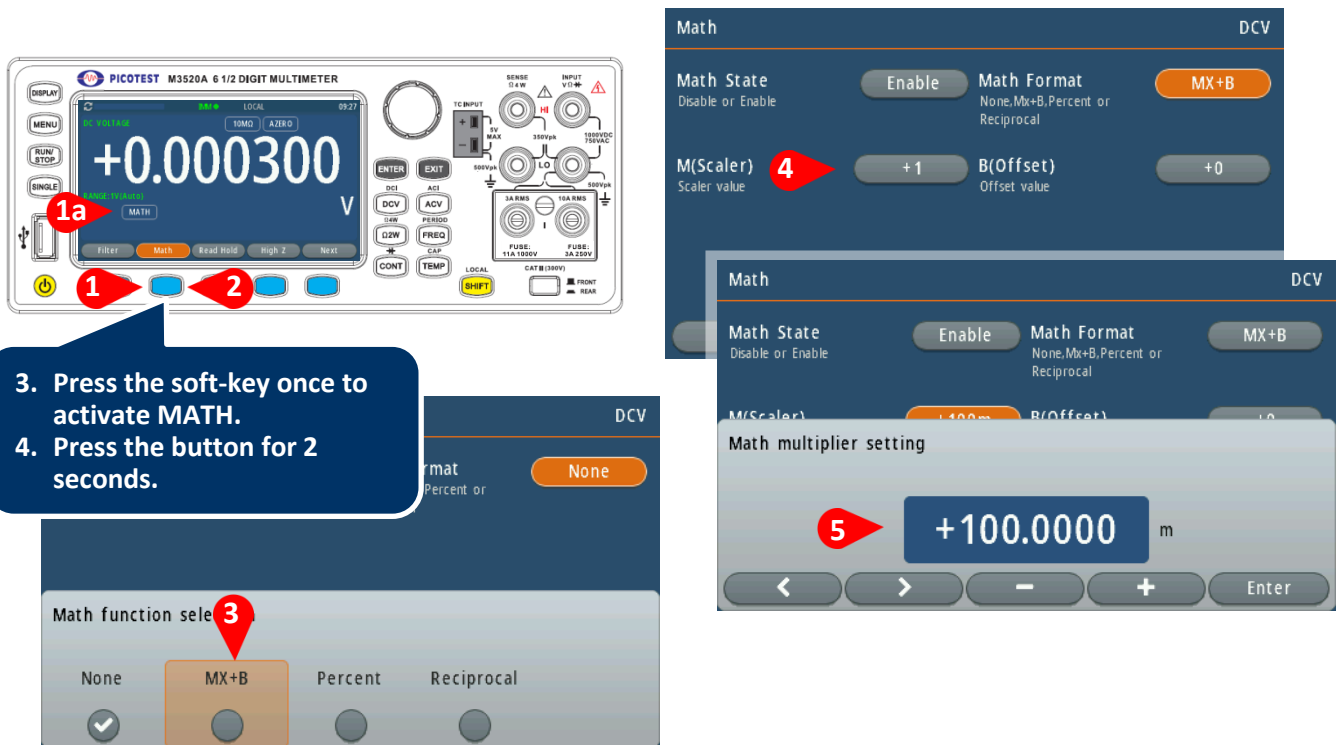 PICOTEST M3520A 6 1/2 DIGIT MULTIMETER
DISPLAY
MENU
RUN/
STOP
SINGLE
LOCAL
09:27
DC VOLTAGE
10MΩ
AZERO
+0.000300
V
RANGE:1V(Auto)
1a
MATH
Filter
Math
Read Hold
High Z
Next
1
2
ENTER
EXIT
DCI
ACI
DCV
ACV
Ω4W
PERIOD
Ω2W
FREQ
CAP
CONT
TEMP
LOCAL
SHIFT
TC INPUT
5V
MAX
SENSE
Ω4W
INPUT
HI
350Vpk
1000VDC
750VAC
LO
500Vpk
500Vpk
3A RMS
10A RMS
I
FUSE:
11A 1000V
FUSE:
3A 250V
CAT II (300V)
FRONT
REAR
3. Press the soft-key once to
activate MATH.
4. Press the button for 2
seconds.
DCV
rmat
None
Percent or
Math function sele
3
None
MX+B
Percent
Reciprocal
Math
DCV
Math State
Disable or Enable
Enable
Math Format
None,Mx+B,Percent or
Reciprocal
MX+B
M(Scaler)
Scaler value
4
+1
B(Offset)
Offset value
+0
Math
DCV
Math State
Disable or Enable
Enable
Math Format
None,Mx+B,Percent or
Reciprocal
MX+B
M(Scaler)
+100m
B(Offset)
+0
Math multiplier setting
5
+100.0000
m
Enter